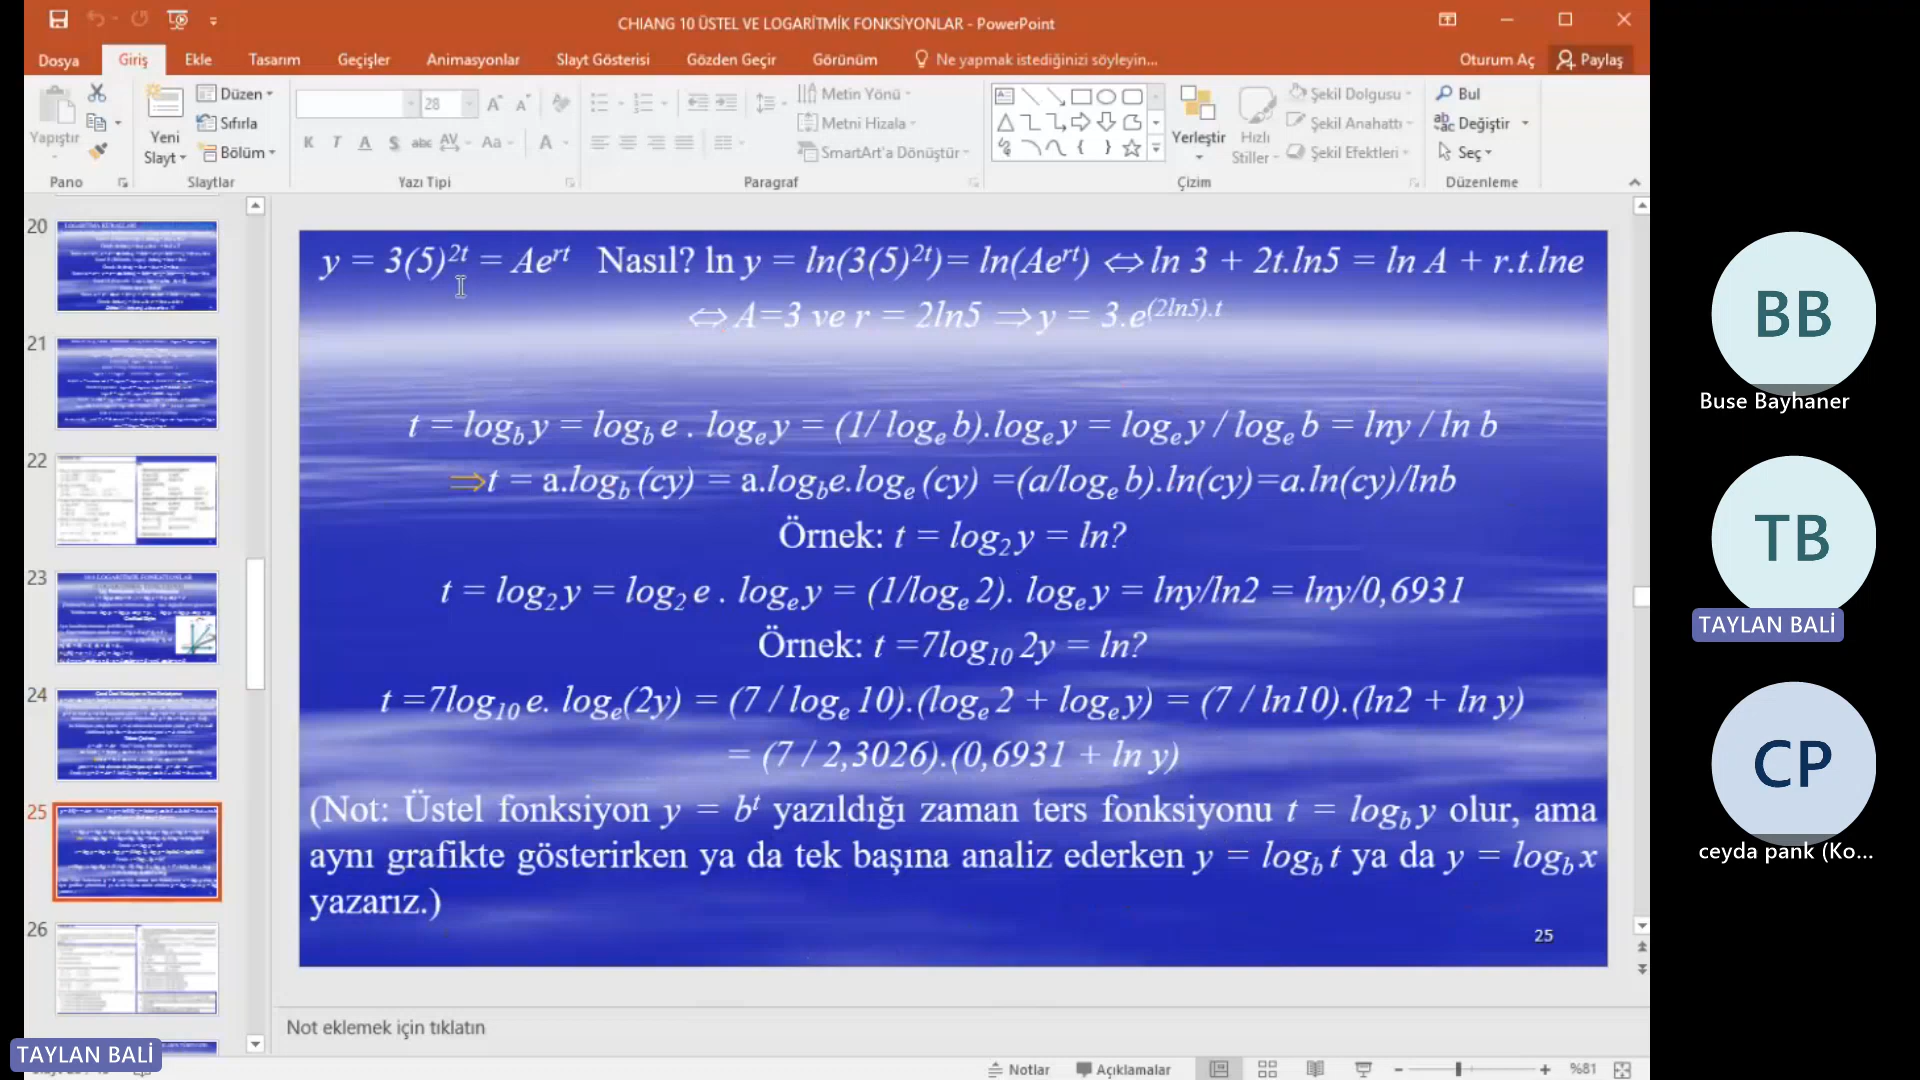 CHIANG 10 ÜSTEL VE LOGARİTMİK FONKSİYONLAR - PowerPoint
Dosya Giriş Ekle Tasarım Geçişler Animasyonlar Slayt Gösterisi Gözden Geçir Görünüm Ne yapmak istediğinizi söyleyin... Oturum Aç Paylaş
Yapıştır
Yeni Slayt
Düzen
Sıfırla
Bölüm
28
K T A S abc AV Aa A
Metin Yönü
Metni Hizala
SmartArt'a Dönüştür
Yerleştir
Hızlı Stiller
Şekil Dolgusu
Şekil Anahattı
Şekil Efektleri
Bul
Değiştir
Seç
Pano Slaytlar Yazı Tipi Paragraf Çizim Düzenleme
20
21
22
23
24
25
26
y = 3(5)^{2t} = Ae^{rt} Nasıl? ln y = ln(3(5)^{2t})= ln(Ae^{rt}) ⇔ ln 3 + 2t.ln5 = ln A + r.t.lne
⇔ A=3 ve r = 2ln5 ⇒ y = 3.e^{(2ln5).t}
t = log_b y = log_b e . log_e y = (1/ log_e b).log_e y = log_e y / log_e b = lny / ln b
⇒ t = a.log_b (cy) = a.log_b e.log_e (cy) =(a/log_e b).ln(cy)=a.ln(cy)/lnb
Örnek: t = log_2 y = ln?
t = log_2 y = log_2 e . log_e y = (1/log_e 2). log_e y = lny/ln2 = lny/0,6931
Örnek: t =7log_{10} 2y = ln?
t =7log_{10} e. log_e(2y) = (7 / log_e 10).(log_e 2 + log_e y) = (7 / ln10).(ln2 + ln y)
= (7 / 2,3026).(0,6931 + ln y)
(Not: Üstel fonksiyon y = b^t yazıldığı zaman ters fonksiyonu t = log_b y olur, ama
aynı grafikte gösterirken ya da tek başına analiz ederken y = log_b t ya da y = log_b x
yazarız.)
25
Not eklemek için tıklatın
TAYLAN BALİ
Notlar Açıklamalar %81
BB
Buse Bayhaner
TB
TAYLAN BALİ
CP
ceyda pank (Ko...